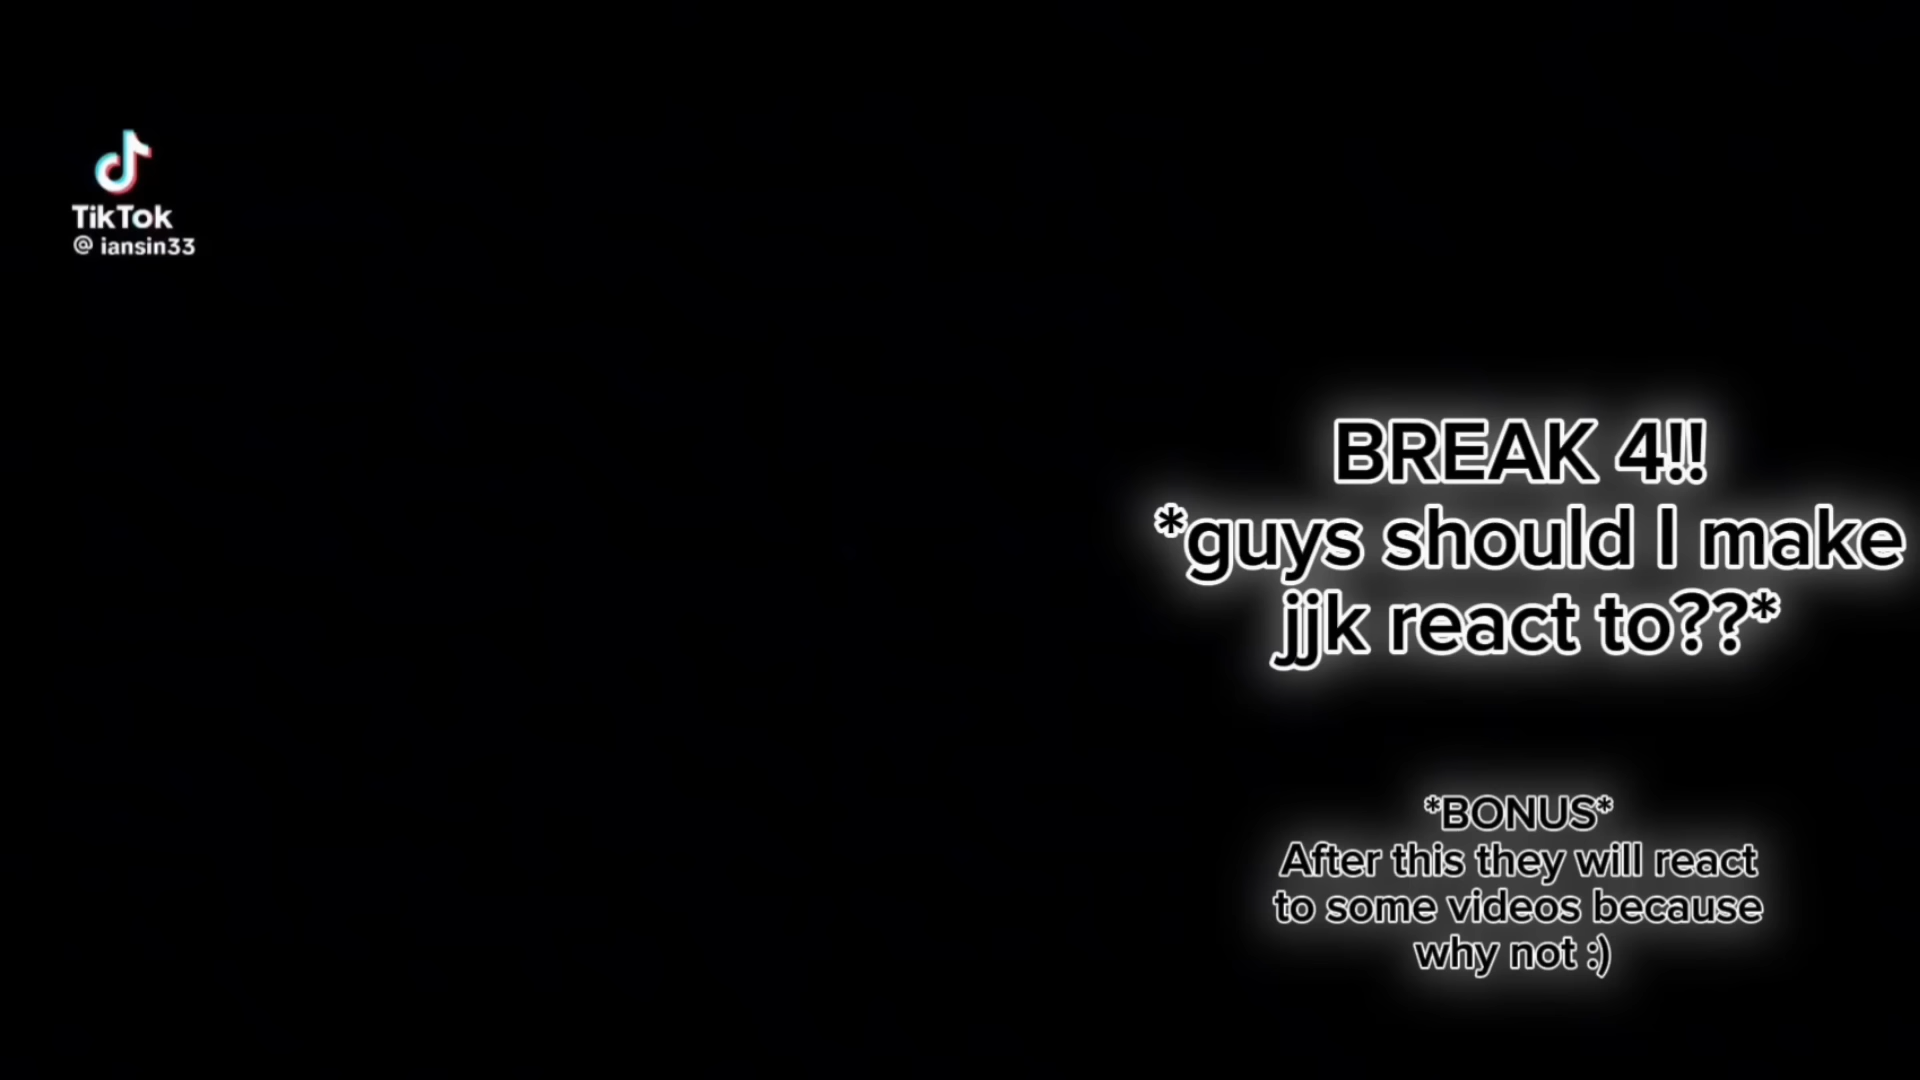 TikTok
@ iansin33
BREAK 4!!
*guys should I make
jjk react to??*
*BONUS*
After this they will react
to some videos because
why not :)